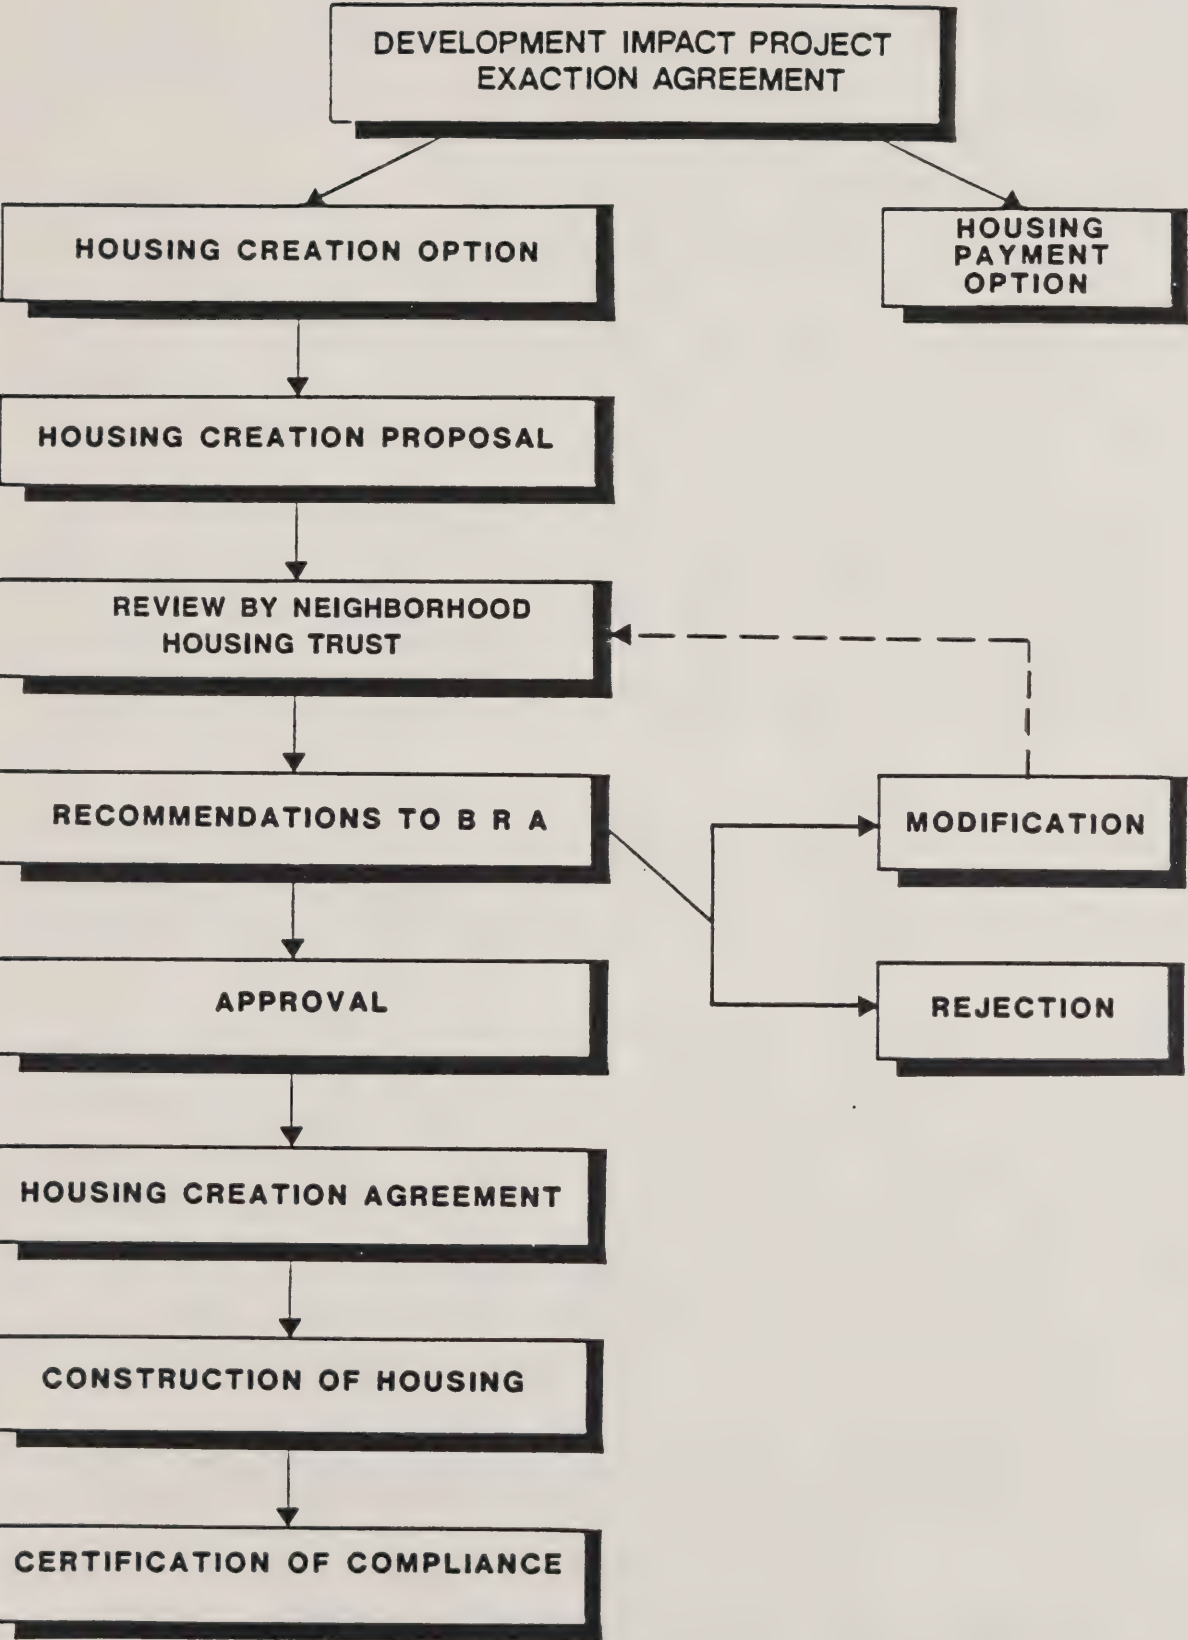 DEVELOPMENT IMPACT PROJECT
EXACTION AGREEMENT
HOUSING CREATION OPTION
HOUSING
PAYMENT
OPTION
HOUSING CREATION PROPOSAL
REVIEW BY NEIGHBORHOOD
HOUSING TRUST
RECOMMENDATIONS TO B R A
MODIFICATION
APPROVAL
REJECTION
HOUSING CREATION AGREEMENT
CONSTRUCTION OF HOUSING
CERTIFICATION OF COMPLIANCE